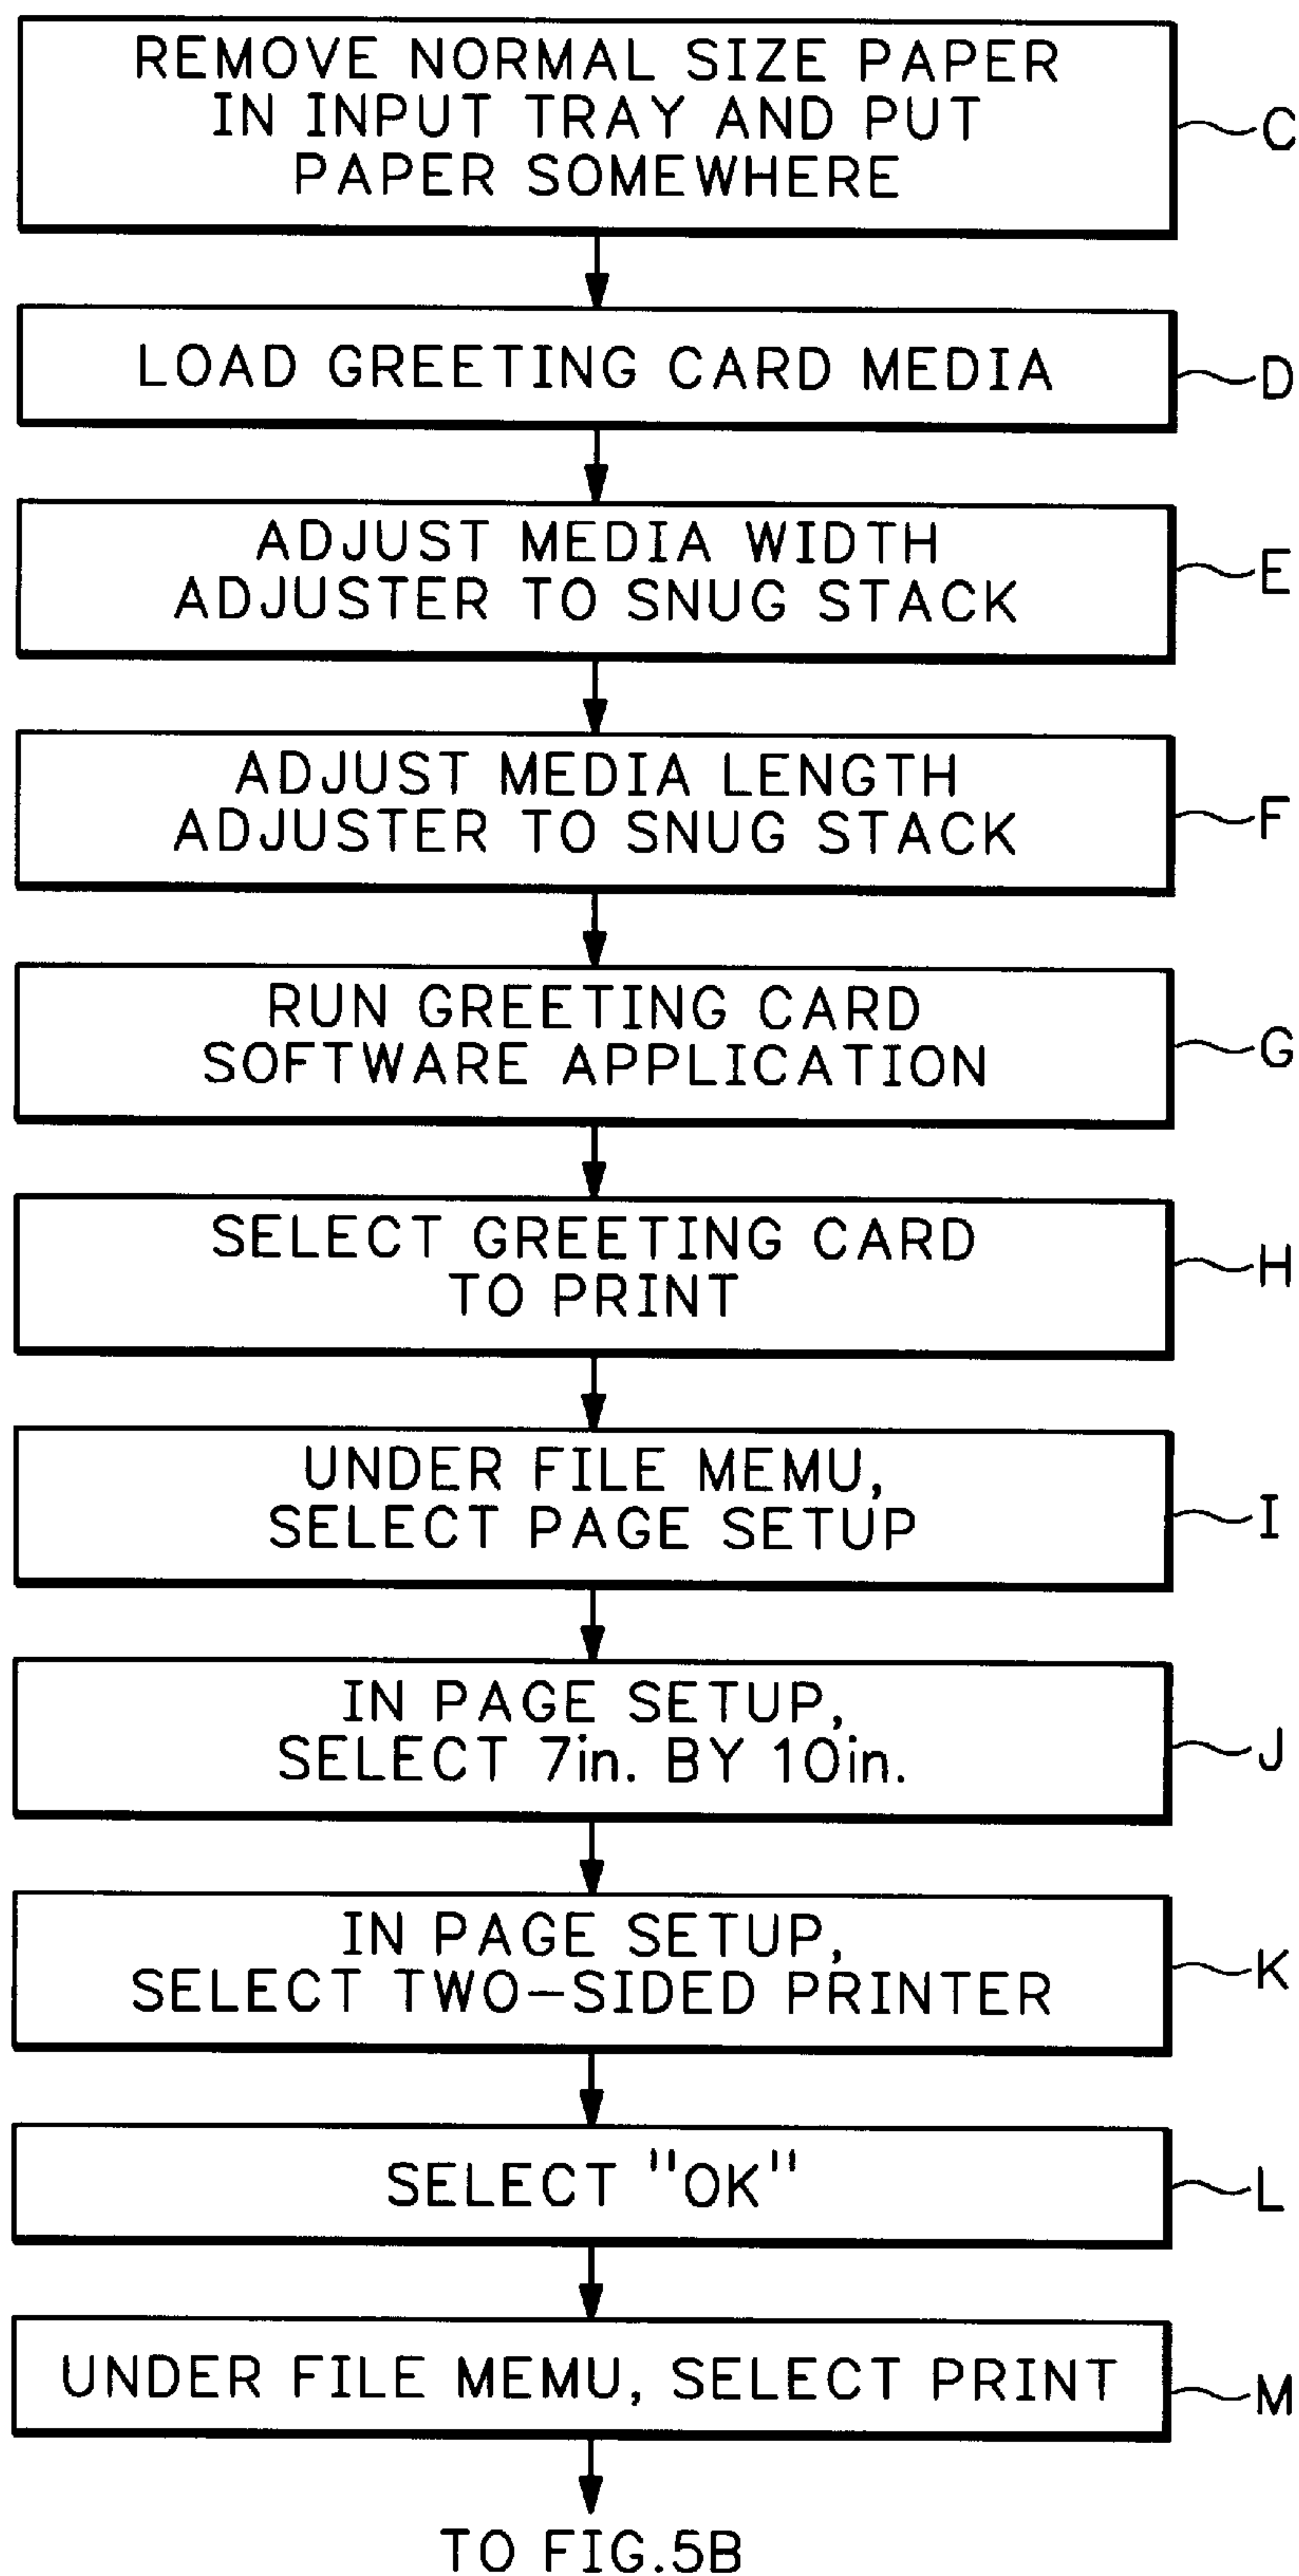 REMOVE NORMAL SIZE PAPER
IN INPUT TRAY AND PUT
PAPER SOMEWHERE
C
LOAD GREETING CARD MEDIA
D
ADJUST MEDIA WIDTH
ADJUSTER TO SNUG STACK
E
ADJUST MEDIA LENGTH
ADJUSTER TO SNUG STACK
F
RUN GREETING CARD
SOFTWARE APPLICATION
G
SELECT GREETING CARD
TO PRINT
H
UNDER FILE MEMU,
SELECT PAGE SETUP
I
IN PAGE SETUP,
SELECT 7in. BY 10in.
J
IN PAGE SETUP,
SELECT TWO-SIDED PRINTER
K
SELECT "OK"
L
UNDER FILE MEMU, SELECT PRINT
M
TO FIG.5B